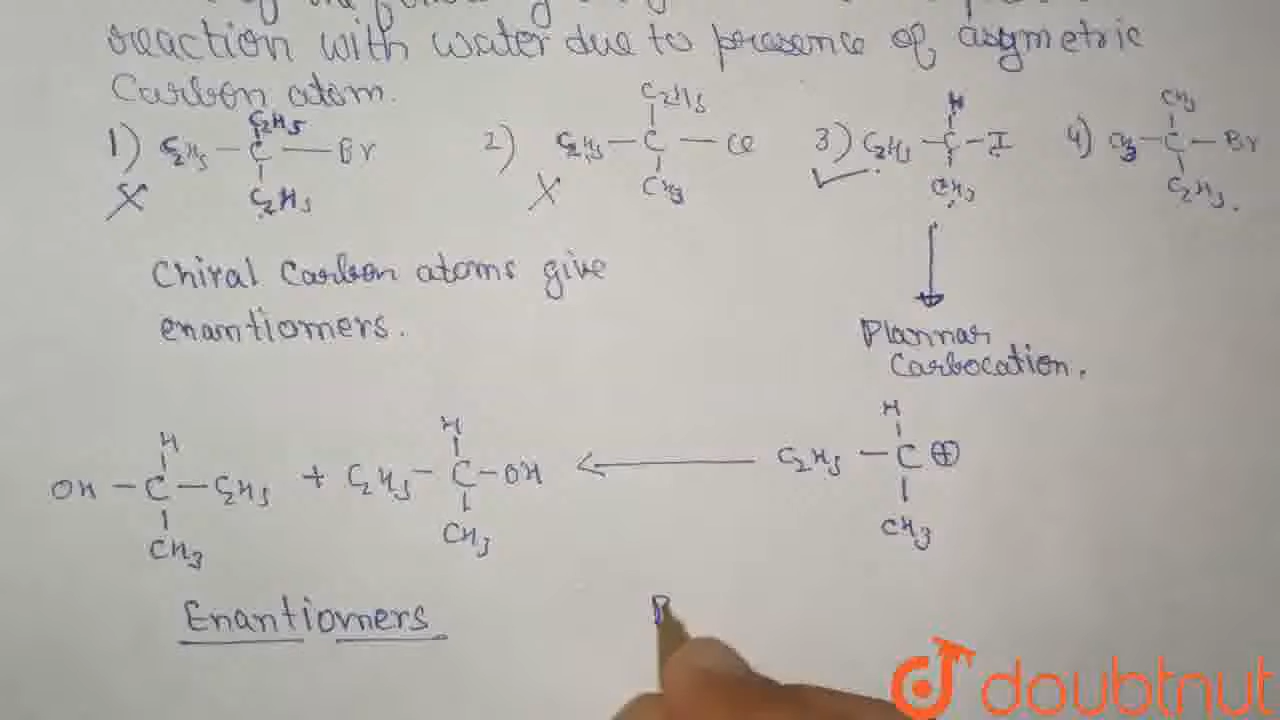 reaction with water due to presence of asymetric
Carbon atom.
1) C2H5 – C – Br
C2H5
C2H5
X
2) C2H5 – C – Cl
C2H5
CH3
X
3) C2H5 – C – I
H
CH3
✓
4) CH3 – C – Br
CH3
C2H5.
Chiral Carbon atoms give
enantiomers.
Plannar
Carbocation.
H
C2H5 – C ⊕
CH3
H
OH – C – C2H5
CH3
+
H
C2H5 – C – OH
CH3
Enantiomers
doubtnut